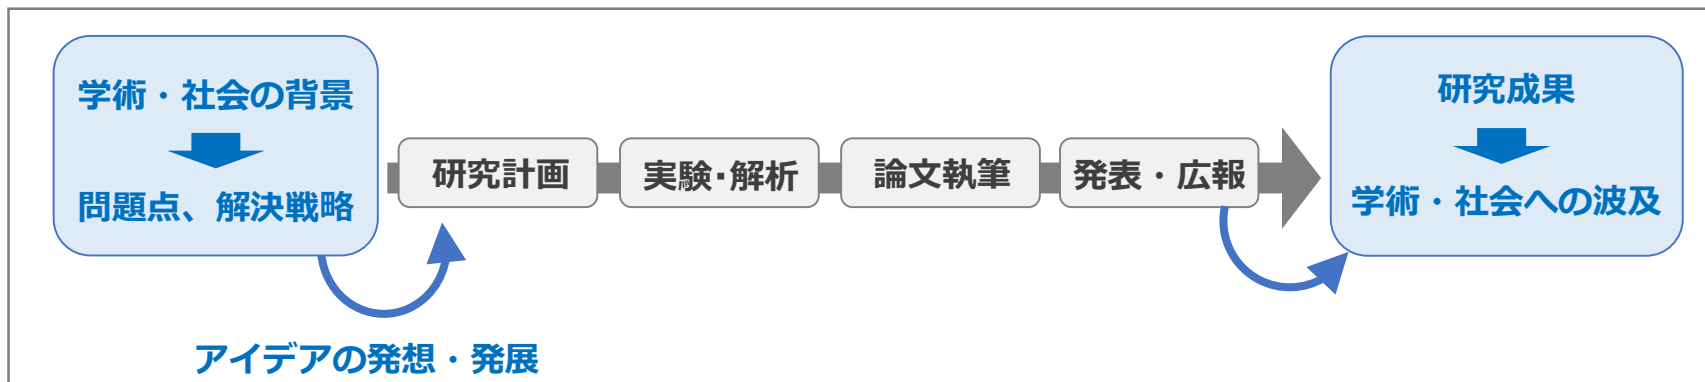 学術・社会の背景
問題点、解決戦略
研究計画
実験・解析
論文執筆
発表・広報
研究成果
学術・社会への波及
アイデアの発想・発展